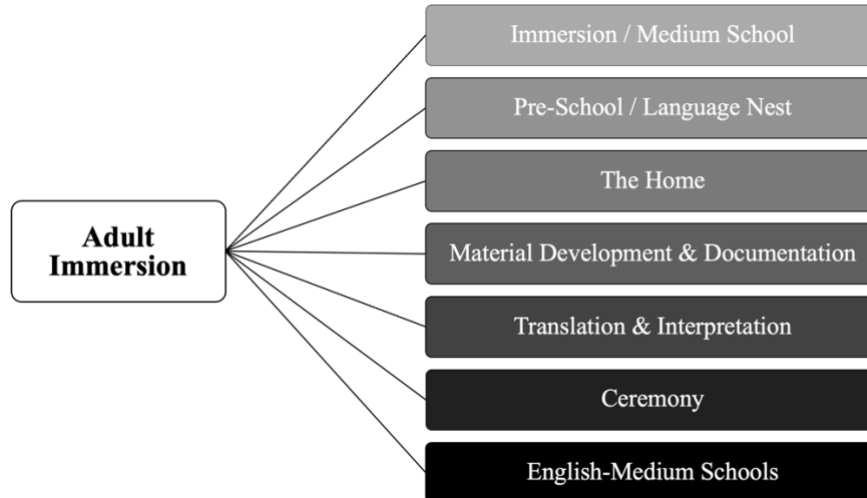 Adult
Immersion
Immersion / Medium School
Pre-School / Language Nest
The Home
Material Development & Documentation
Translation & Interpretation
Ceremony
English-Medium Schools